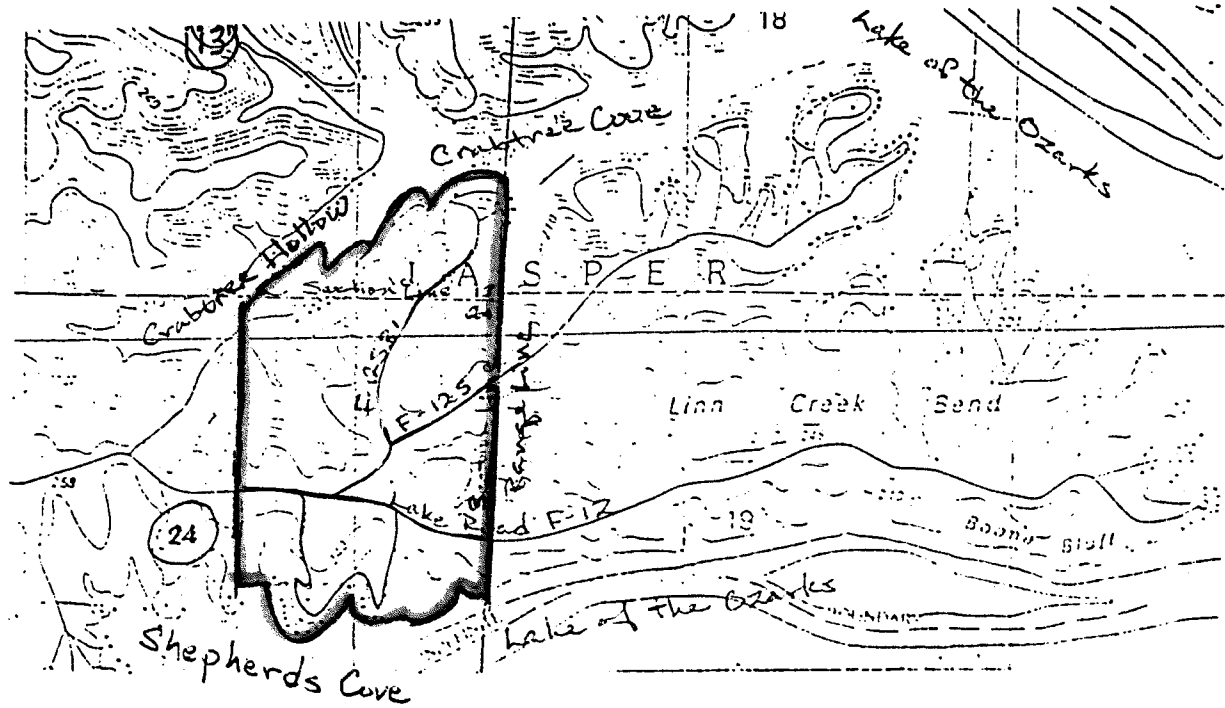 13
18
Lake of the Ozarks
Crabtree Cove
Crabtree Hollow
J A S P E R
Section Line
F-125
Range Line
Linn Creek Bend
Lake Road F-12
24
19
Boone Bluff
Lake of the Ozarks
Shepherds Cove